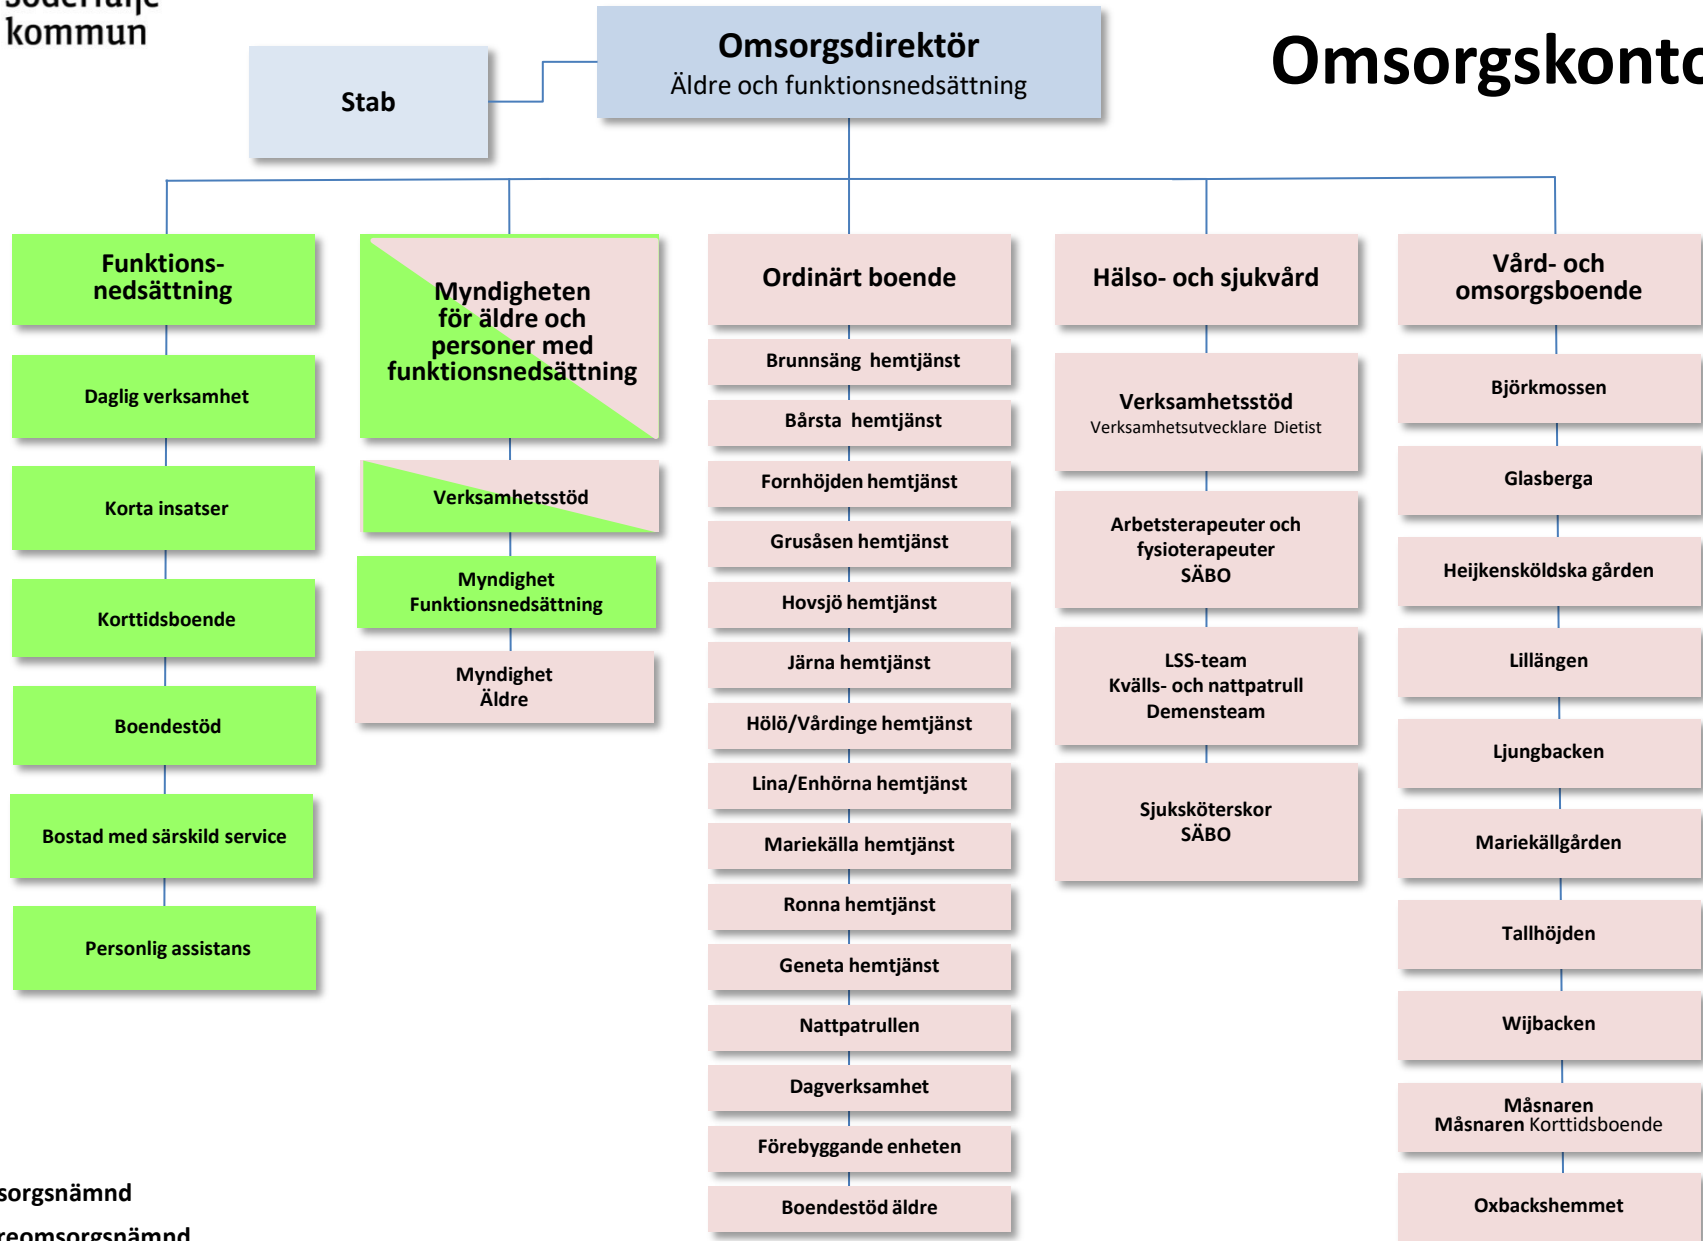 kommun
Omsorgsdirektör
Äldre och funktionsnedsättning
Stab
Funktions-
nedsättning
Daglig verksamhet
Korta insatser
Korttidsboende
Boendestöd
Bostad med särskild service
Personlig assistans
Myndigheten
för äldre och
personer med
funktionsnedsättning
Verksamhetsstöd
Myndighet
Funktionsnedsättning
Myndighet
Äldre
Ordinärt boende
Brunnsäng hemtjänst
Bårsta hemtjänst
Fornhöjden hemtjänst
Grusåsen hemtjänst
Hovsjö hemtjänst
Järna hemtjänst
Hölö/Vårdinge hemtjänst
Lina/Enhörna hemtjänst
Mariekälla hemtjänst
Ronna hemtjänst
Geneta hemtjänst
Nattpatrullen
Dagverksamhet
Förebyggande enheten
Boendestöd äldre
Hälso- och sjukvård
Verksamhetsstöd
Verksamhetsutvecklare Dietist
Arbetsterapeuter och
fysioterapeuter
SÄBO
LSS-team
Kvälls- och nattpatrull
Demensteam
Sjuksköterskor
SÄBO
Vård- och
omsorgsboende
Björkmossen
Glasberga
Heijkensköldska gården
Lillängen
Ljungbacken
Mariekällgården
Tallhöjden
Wijbacken
Måsnaren
Måsnaren Korttidsboende
Oxbackshemmet